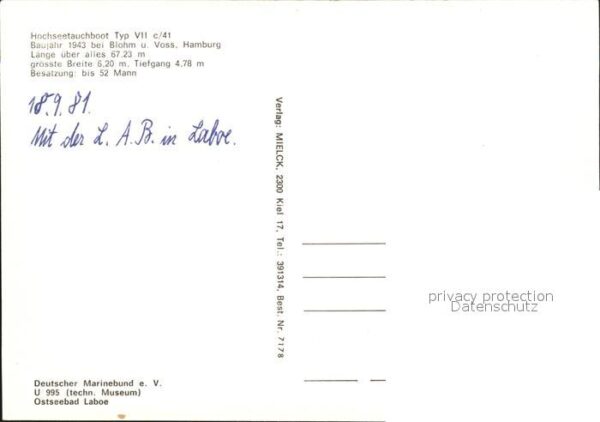 Hochseetauchboot Typ VII c/41
Baujahr 1943 bei Blohm u. Voss, Hamburg
Länge über alles 67,23 m
grösste Breite 6,20 m, Tiefgang 4,78 m
Besatzung: bis 52 Mann
18.9.81.
Mit der L. A. B. in Laboe.
Verlag: MIELCK, 2300 Kiel 17, Tel.: 391314, Best. Nr. 7178
privacy protection
Datenschutz
Deutscher Marinebund e. V.
U 995 (techn. Museum)
Ostseebad Laboe